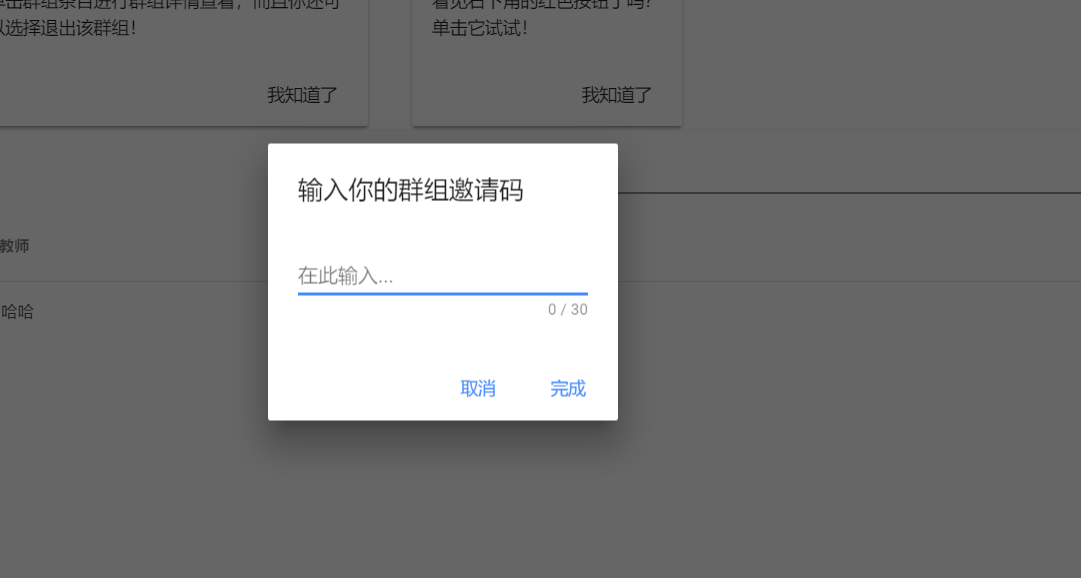 单击群组条目进行群组详情查看，而且你还可
以选择退出该群组！
我知道了
看见右下角的红色按钮了吗？
单击它试试！
我知道了
输入你的群组邀请码
在此输入...
0 / 30
取消
完成
教师
哈哈